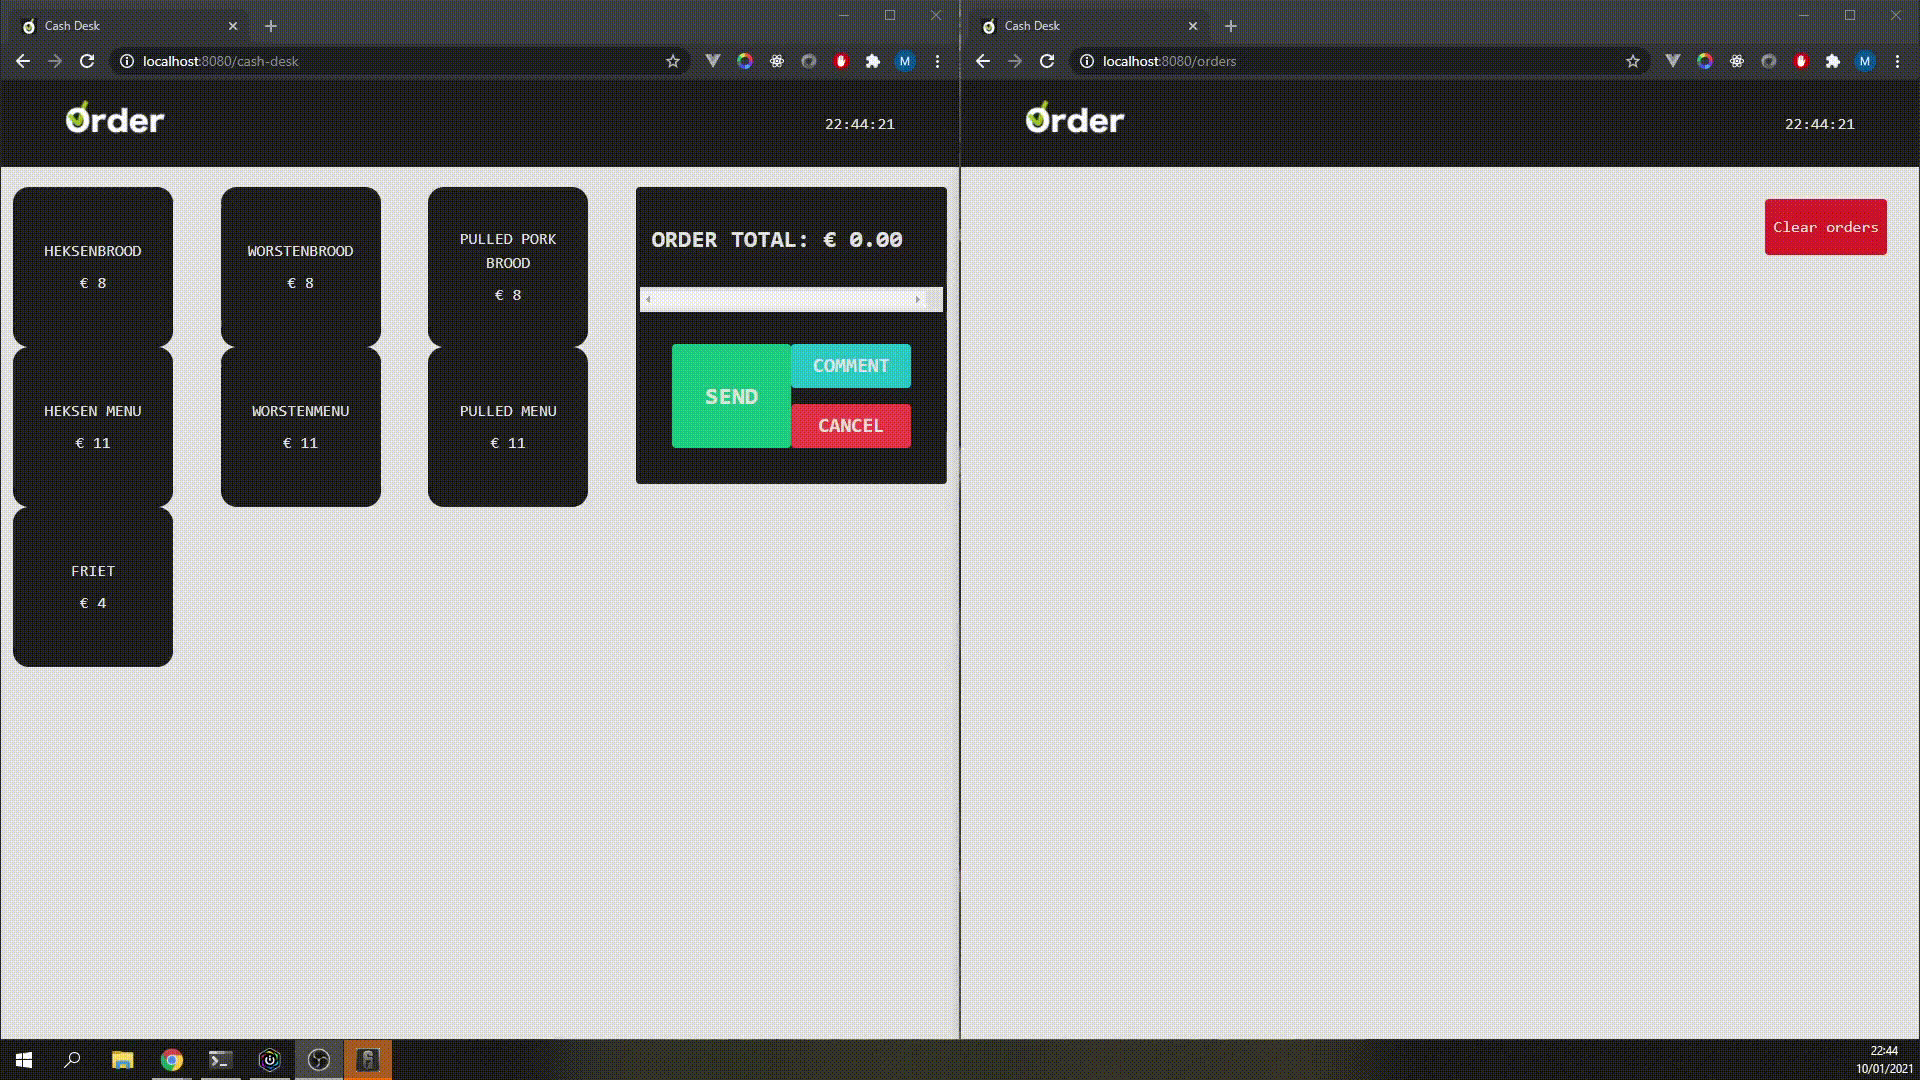 Cash Desk
localhost:8080/cash-desk
M
Order
22:44:21
HEKSENBROOD
€ 8
WORSTENBROOD
€ 8
PULLED PORK
BROOD
€ 8
HEKSEN MENU
€ 11
WORSTENMENU
€ 11
PULLED MENU
€ 11
FRIET
€ 4
ORDER TOTAL: € 0.00
SEND
COMMENT
CANCEL
Cash Desk
localhost:8080/orders
M
Order
22:44:21
Clear orders
22:44
10/01/2021